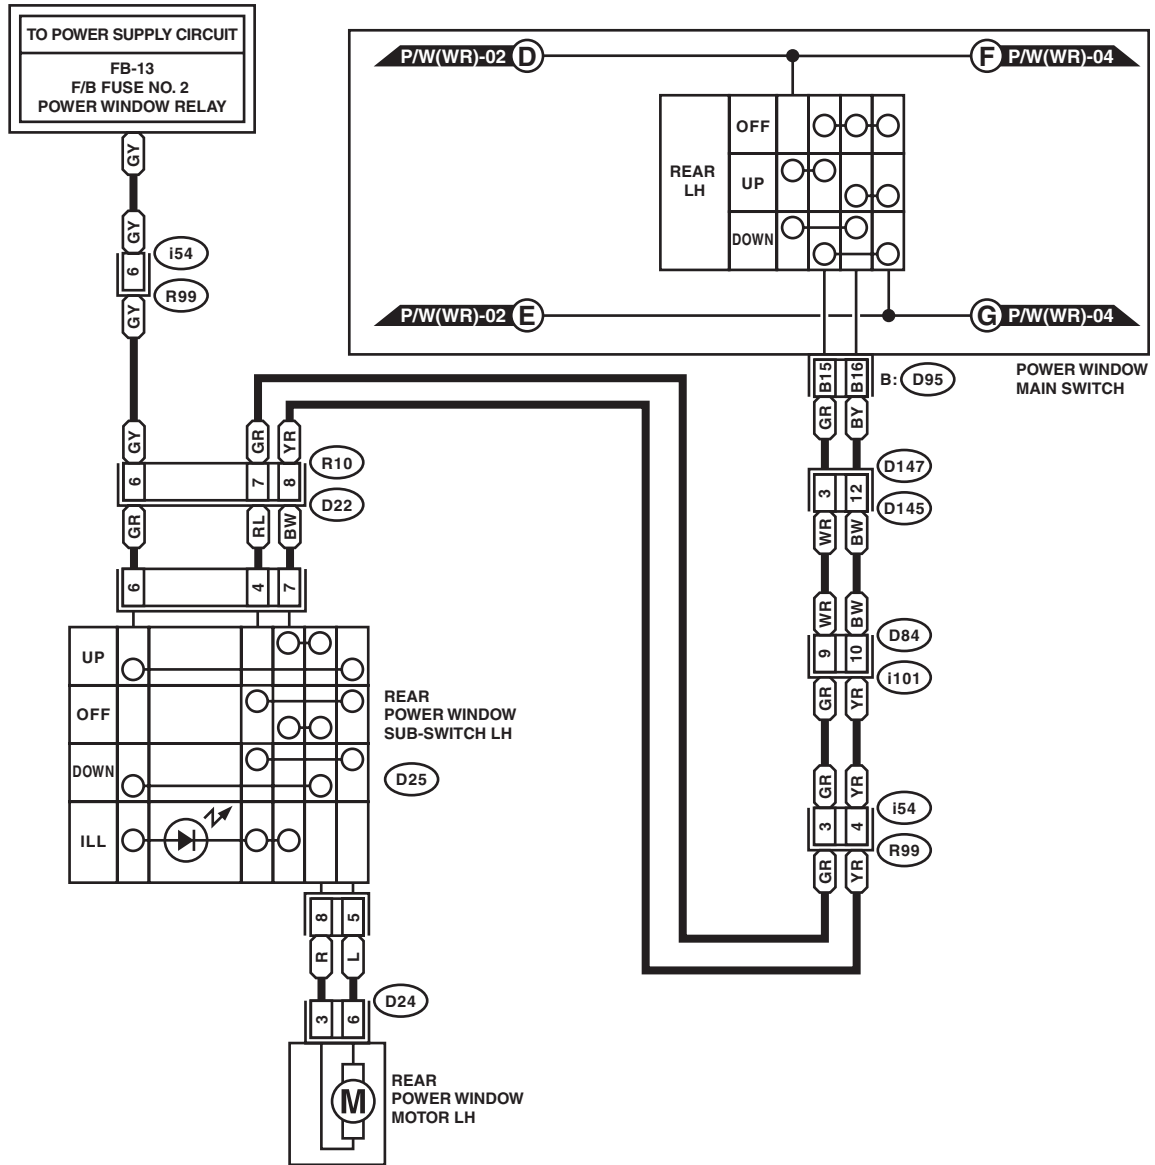 TO POWER SUPPLY CIRCUIT
FB-13
F/B FUSE NO. 2
POWER WINDOW RELAY
P/W(WR)-02 D
F P/W(WR)-04
REAR
LH
OFF
UP
DOWN
P/W(WR)-02 E
G P/W(WR)-04
POWER WINDOW
MAIN SWITCH
B15 B16
B: D95
GR BY
D147
3 12
D145
WR BW
WR BW
D84
9 10
i101
GR YR
GR YR
i54
3 4
R99
GR YR
GY
GY
i54
6
R99
GY
GY GR YR
R10
6 7 8
D22
GR RL BW
6 4 7
UP
OFF
DOWN
ILL
REAR
POWER WINDOW
SUB-SWITCH LH
D25
8 5
R L
D24
3 6
M
REAR
POWER WINDOW
MOTOR LH